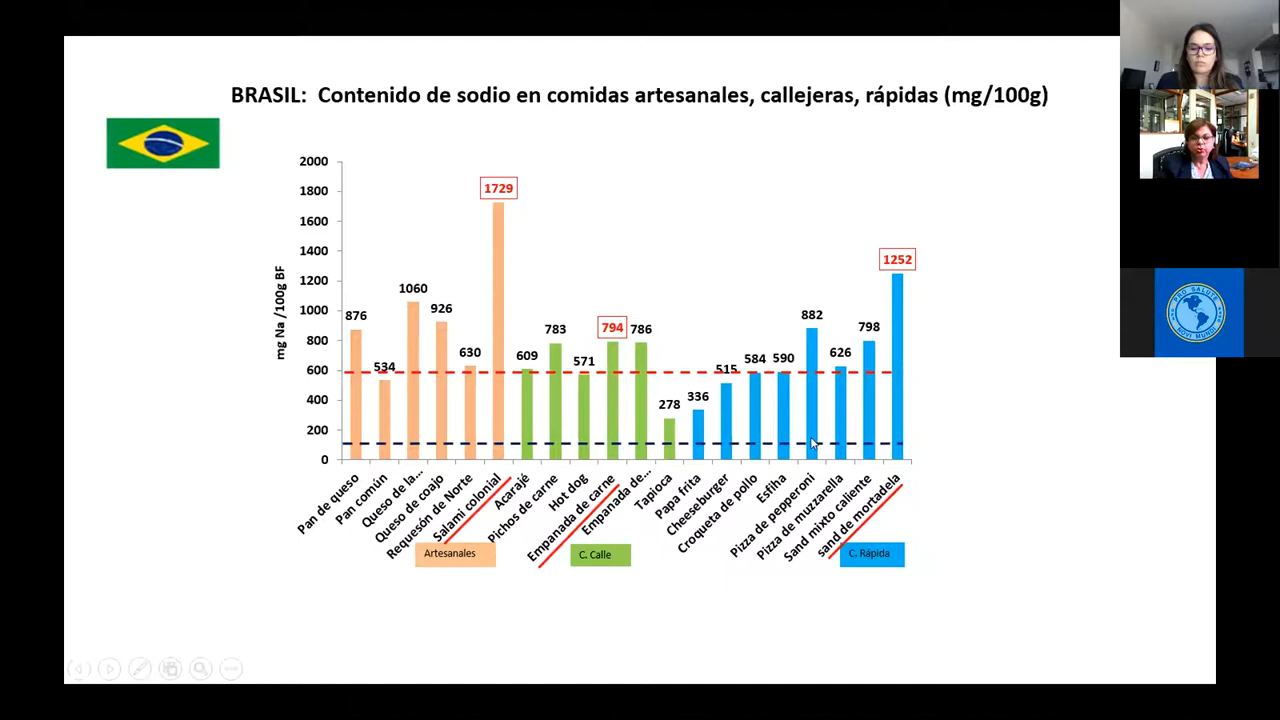 BRASIL: Contenido de sodio en comidas artesanales, callejeras, rápidas (mg/100g)
mg Na /100g BF
2000
1800
1600
1400
1200
1000
800
600
400
200
0
876
534
1060
926
630
1729
609
783
571
794
786
278
336
515
584
590
882
626
798
1252
Pan de queso
Pan común
Queso de la...
Queso de coajo
Requesón de Norte
Salami colonial
Acarajé
Pichos de carne
Hot dog
Empanada de carne
Empanada de...
Tapioca
Papa frita
Cheeseburger
Croqueta de pollo
Esfiha
Pizza de pepperoni
Pizza de muzzarella
Sand mixto caliente
sand de mortadela
Artesanales
C. Calle
C. Rápida
PRO SALUTE
NOVI MUNDI